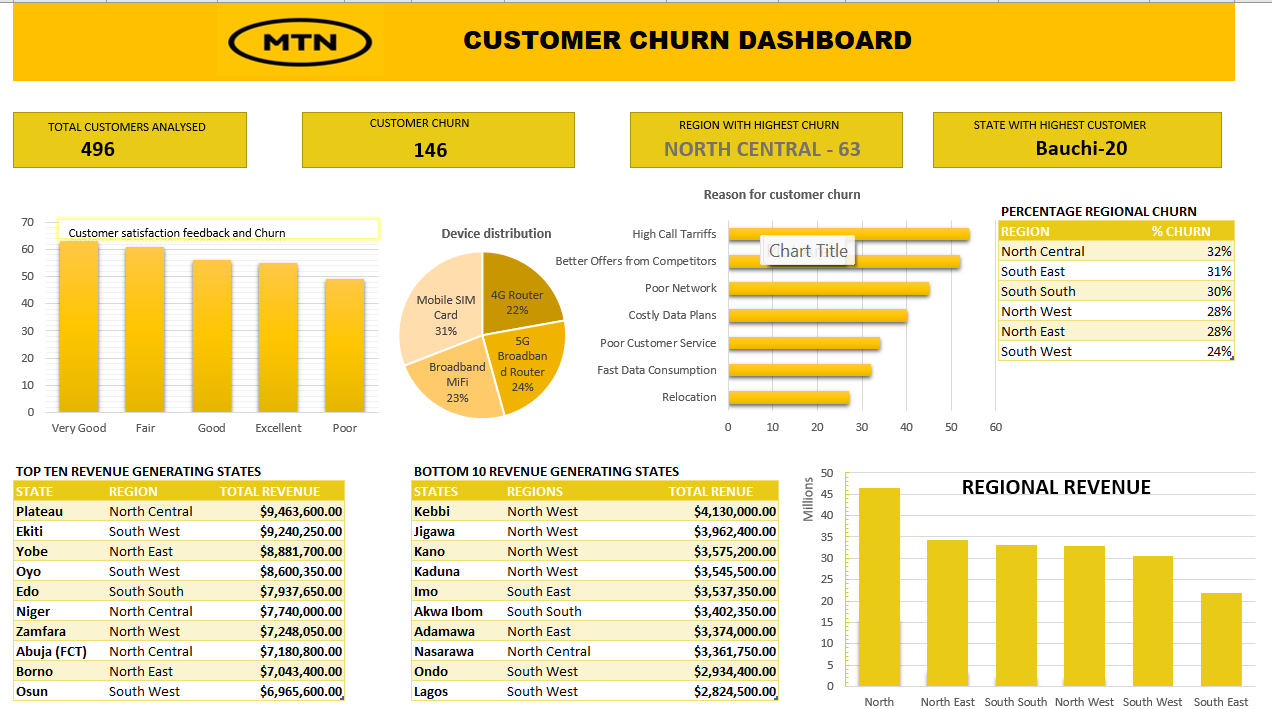 MTN
CUSTOMER CHURN DASHBOARD
TOTAL CUSTOMERS ANALYSED
496
CUSTOMER CHURN
146
REGION WITH HIGHEST CHURN
NORTH CENTRAL - 63
STATE WITH HIGHEST CUSTOMER
Bauchi-20
Customer satisfaction feedback and Churn
70
60
50
40
30
20
10
0
Very Good Fair Good Excellent Poor
Device distribution
4G Router
22%
5G
Broadban
d Router
24%
Broadband
MiFi
23%
Mobile SIM
Card
31%
Reason for customer churn
Chart Title
High Call Tarriffs
Better Offers from Competitors
Poor Network
Costly Data Plans
Poor Customer Service
Fast Data Consumption
Relocation
0 10 20 30 40 50 60
PERCENTAGE REGIONAL CHURN
REGION % CHURN
North Central 32%
South East 31%
South South 30%
North West 28%
North East 28%
South West 24%
TOP TEN REVENUE GENERATING STATES
STATE REGION TOTAL REVENUE
Plateau North Central $9,463,600.00
Ekiti South West $9,240,250.00
Yobe North East $8,881,700.00
Oyo South West $8,600,350.00
Edo South South $7,937,650.00
Niger North Central $7,740,000.00
Zamfara North West $7,248,050.00
Abuja (FCT) North Central $7,180,800.00
Borno North East $7,043,400.00
Osun South West $6,965,600.00
BOTTOM 10 REVENUE GENERATING STATES
STATES REGIONS TOTAL RENUE
Kebbi North West $4,130,000.00
Jigawa North West $3,962,400.00
Kano North West $3,575,200.00
Kaduna North West $3,545,500.00
Imo South East $3,537,350.00
Akwa Ibom South South $3,402,350.00
Adamawa North East $3,374,000.00
Nasarawa North Central $3,361,750.00
Ondo South West $2,934,400.00
Lagos South West $2,824,500.00
REGIONAL REVENUE
Millions
50
45
40
35
30
25
20
15
10
5
0
North North East South South North West South West South East